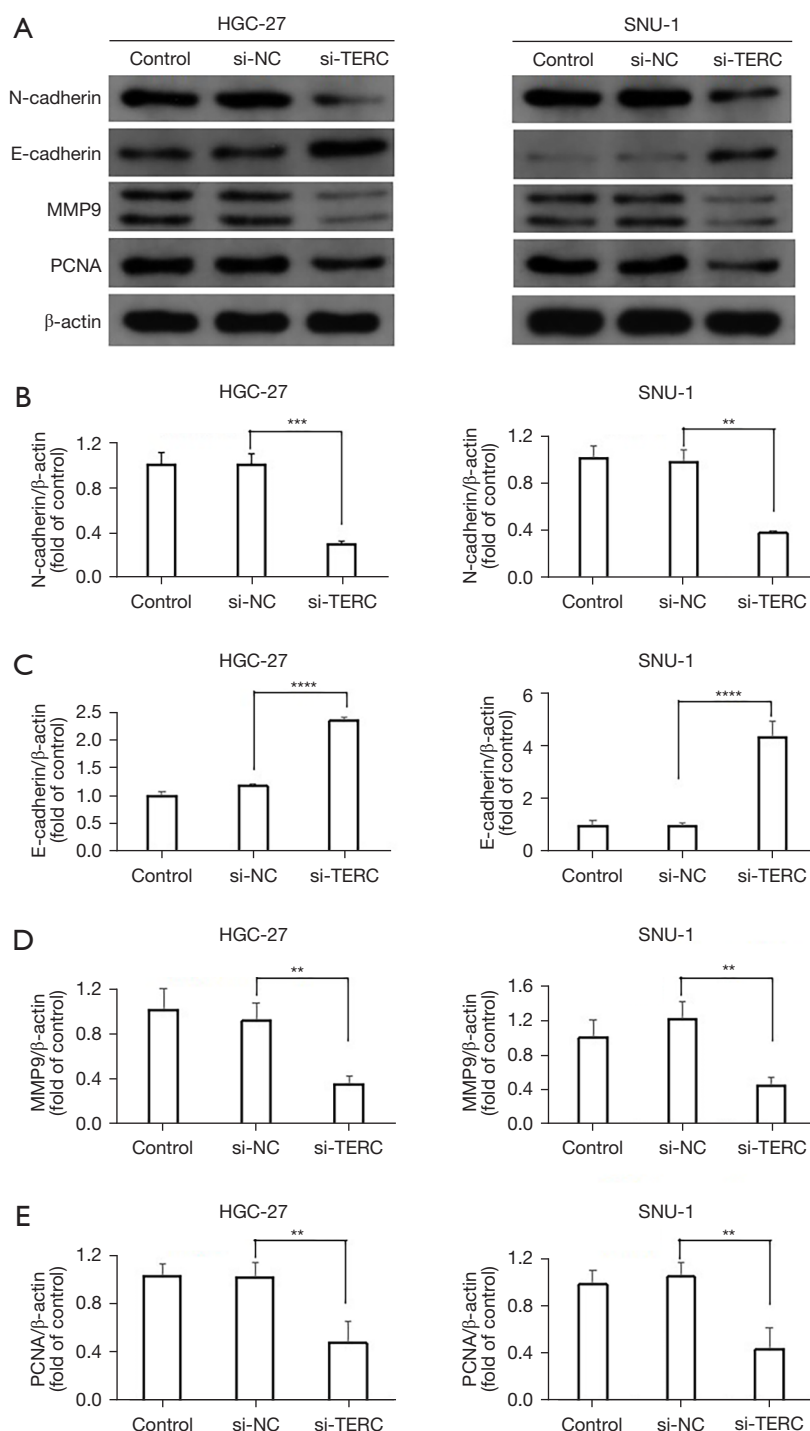 A
HGC-27
SNU-1
Control si-NC si-TERC
Control si-NC si-TERC
N-cadherin
E-cadherin
MMP9
PCNA
β-actin
B
HGC-27
SNU-1
N-cadherin/β-actin
(fold of control)
1.2
0.8
0.4
0.0
***
Control si-NC si-TERC
N-cadherin/β-actin
(fold of control)
1.2
0.8
0.4
0.0
**
Control si-NC si-TERC
C
HGC-27
SNU-1
E-cadherin/β-actin
(fold of control)
2.5
2.0
1.5
1.0
0.5
0.0
****
Control si-NC si-TERC
E-cadherin/β-actin
(fold of control)
6
4
2
0
****
Control si-NC si-TERC
D
HGC-27
SNU-1
MMP9/β-actin
(fold of control)
1.2
0.8
0.4
0.0
**
Control si-NC si-TERC
MMP9/β-actin
(fold of control)
1.6
1.2
0.8
0.4
0.0
**
Control si-NC si-TERC
E
HGC-27
SNU-1
PCNA/β-actin
(fold of control)
1.2
0.8
0.4
0.0
**
Control si-NC si-TERC
PCNA/β-actin
(fold of control)
1.2
0.8
0.4
0.0
**
Control si-NC si-TERC